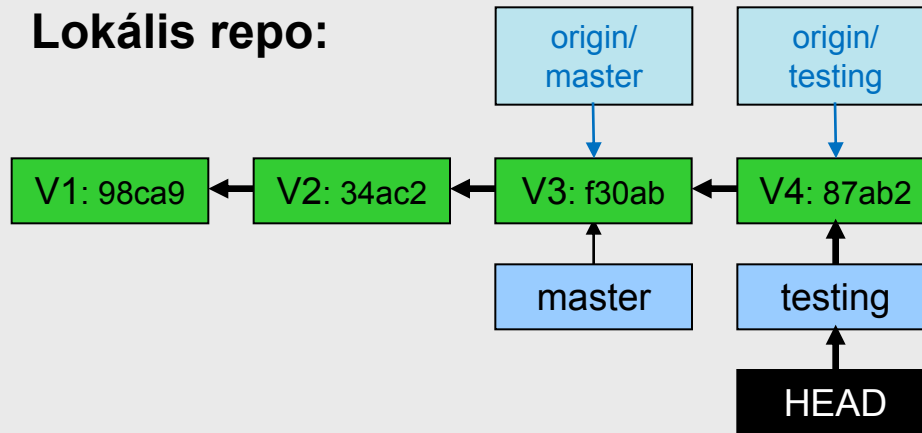 Lokális repo:
origin/
master
origin/
testing
V1: 98ca9
V2: 34ac2
V3: f30ab
V4: 87ab2
master
testing
HEAD